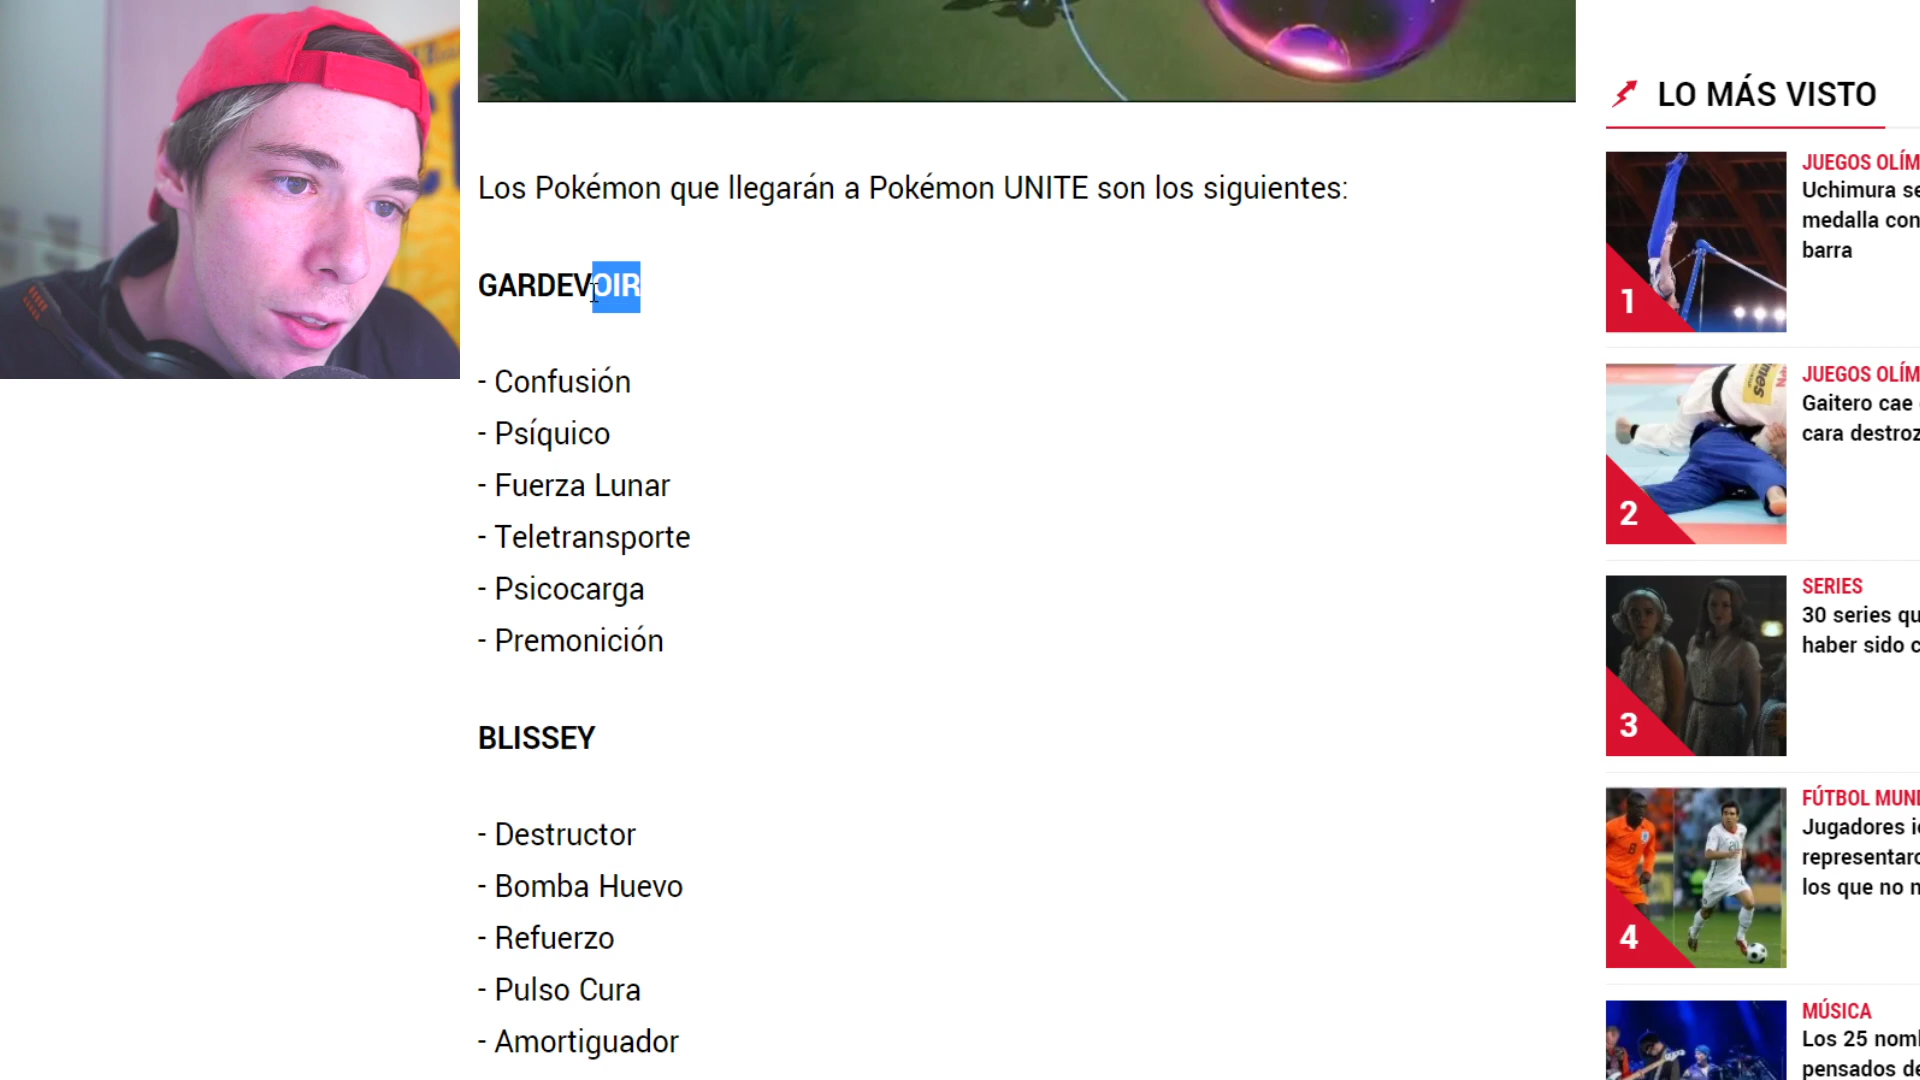 Los Pokémon que llegarán a Pokémon UNITE son los siguientes:
GARDEVOIR
- Confusión
- Psíquico
- Fuerza Lunar
- Teletransporte
- Psicocarga
- Premonición
BLISSEY
- Destructor
- Bomba Huevo
- Refuerzo
- Pulso Cura
- Amortiguador
LO MÁS VISTO
1
JUEGOS OLÍM
Uchimura se
medalla con
barra
2
JUEGOS OLÍM
Gaitero cae
cara destroz
3
SERIES
30 series qu
haber sido c
4
FÚTBOL MUND
Jugadores
representaro
los que no
MÚSICA
Los 25 nom
pensados de